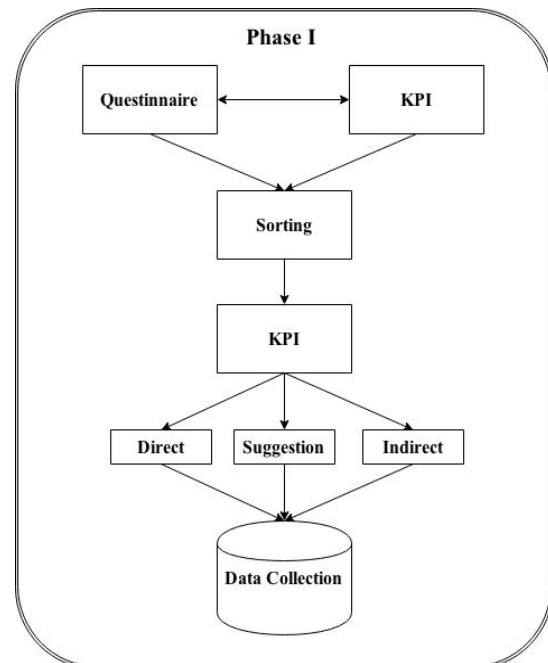 Phase I
Questinnaire
KPI
Sorting
KPI
Direct
Suggestion
Indirect
Data Collection